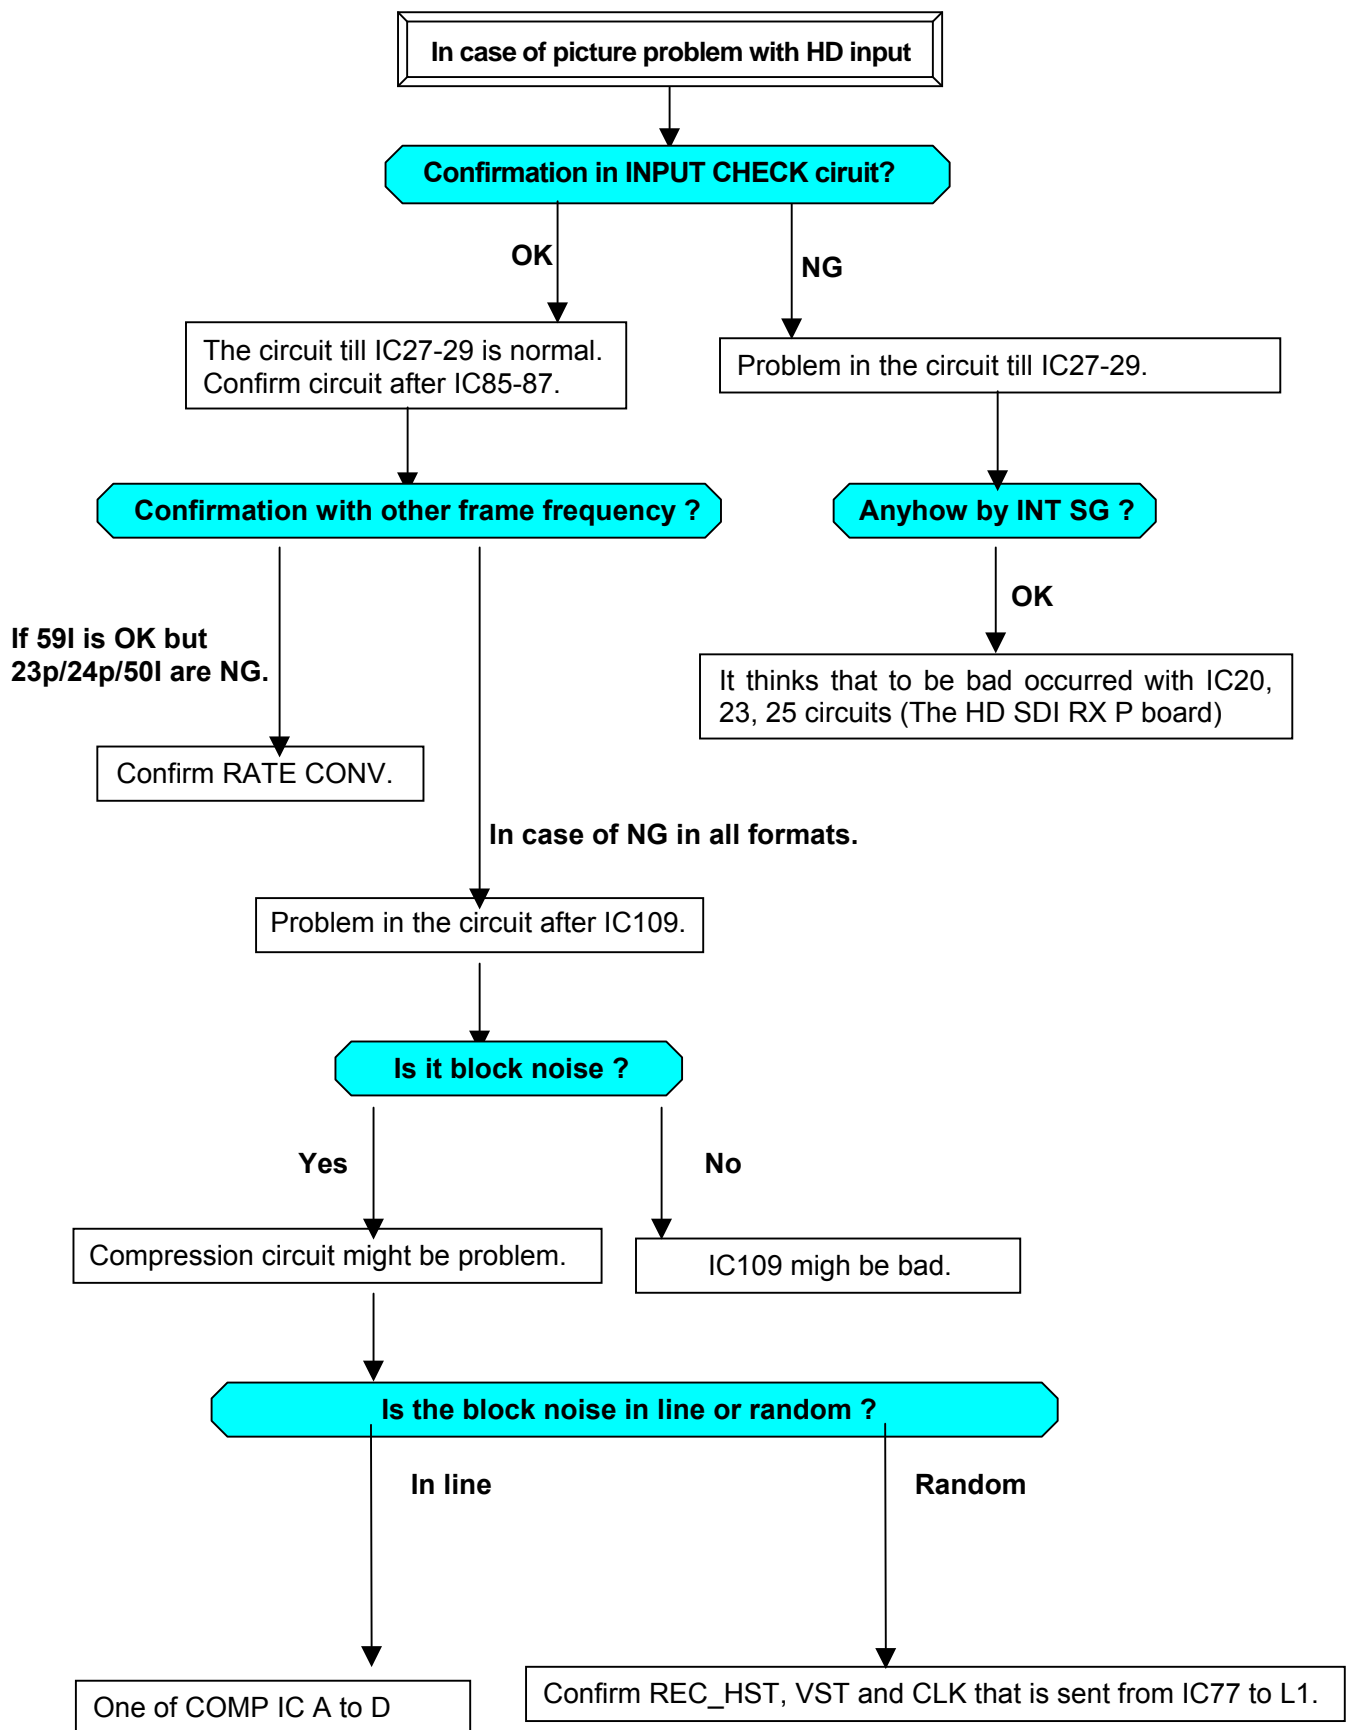 In case of picture problem with HD input
Confirmation in INPUT CHECK ciruit?
OK
NG
The circuit till IC27-29 is normal.
Confirm circuit after IC85-87.
Problem in the circuit till IC27-29.
Confirmation with other frame frequency ?
Anyhow by INT SG ?
If 59I is OK but
23p/24p/50I are NG.
OK
It thinks that to be bad occurred with IC20,
23, 25 circuits (The HD SDI RX P board)
Confirm RATE CONV.
In case of NG in all formats.
Problem in the circuit after IC109.
Is it block noise ?
Yes
No
Compression circuit might be problem.
IC109 migh be bad.
Is the block noise in line or random ?
In line
Random
One of COMP IC A to D
Confirm REC_HST, VST and CLK that is sent from IC77 to L1.